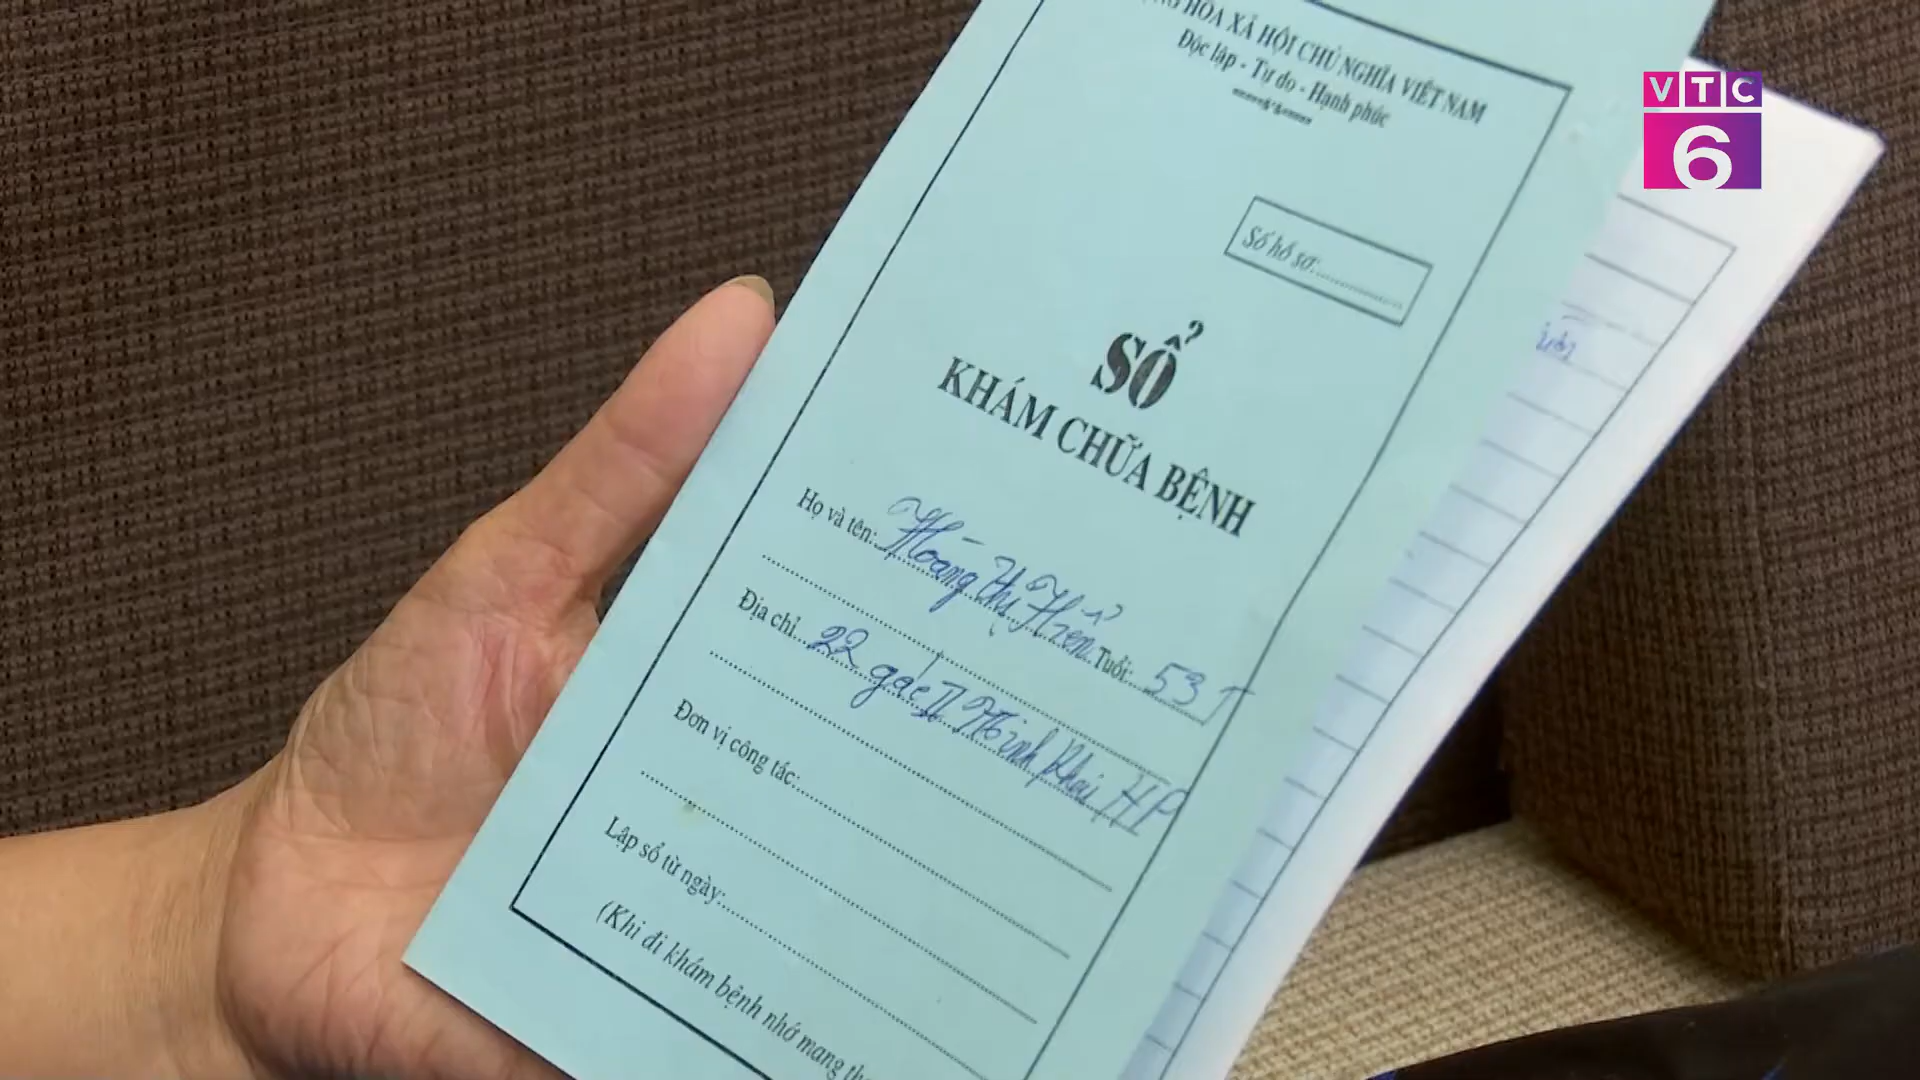 HÒA XÃ HỘI CHỦ NGHĨA VIỆT NAM
Độc lập - Tự do - Hạnh phúc
VTC
6
Số hồ sơ:
SỔ
KHÁM CHỮA BỆNH
Họ và tên: Hoàng Thị Hiển Tuổi: 53 T
Địa chỉ 22 gác II Minh Khai HP
Đơn vị công tác:
Lập sổ từ ngày:
(Khi đi khám bệnh nhớ mang